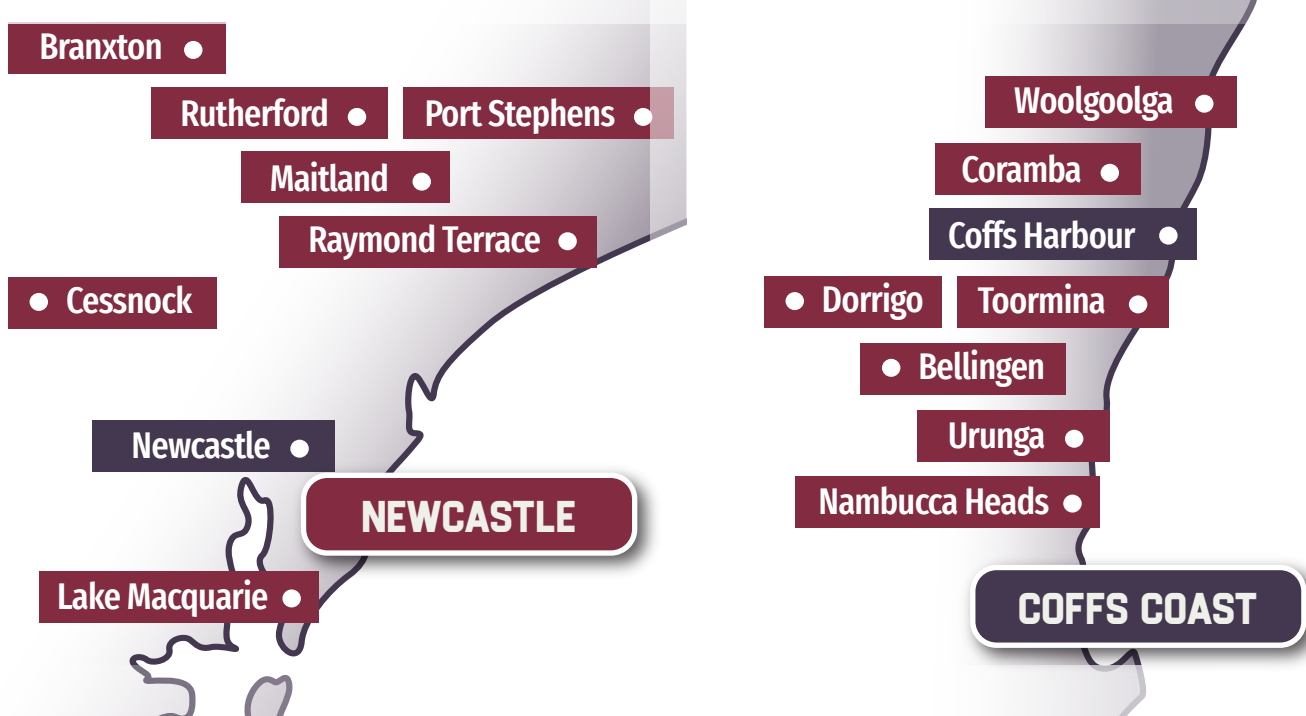 Branxton
Rutherford
Port Stephens
Maitland
Raymond Terrace
Cessnock
Newcastle
NEWCASTLE
Lake Macquarie
Woolgoolga
Coramba
Coffs Harbour
Dorrigo
Toormina
Bellingen
Urunga
Nambucca Heads
COFFS COAST